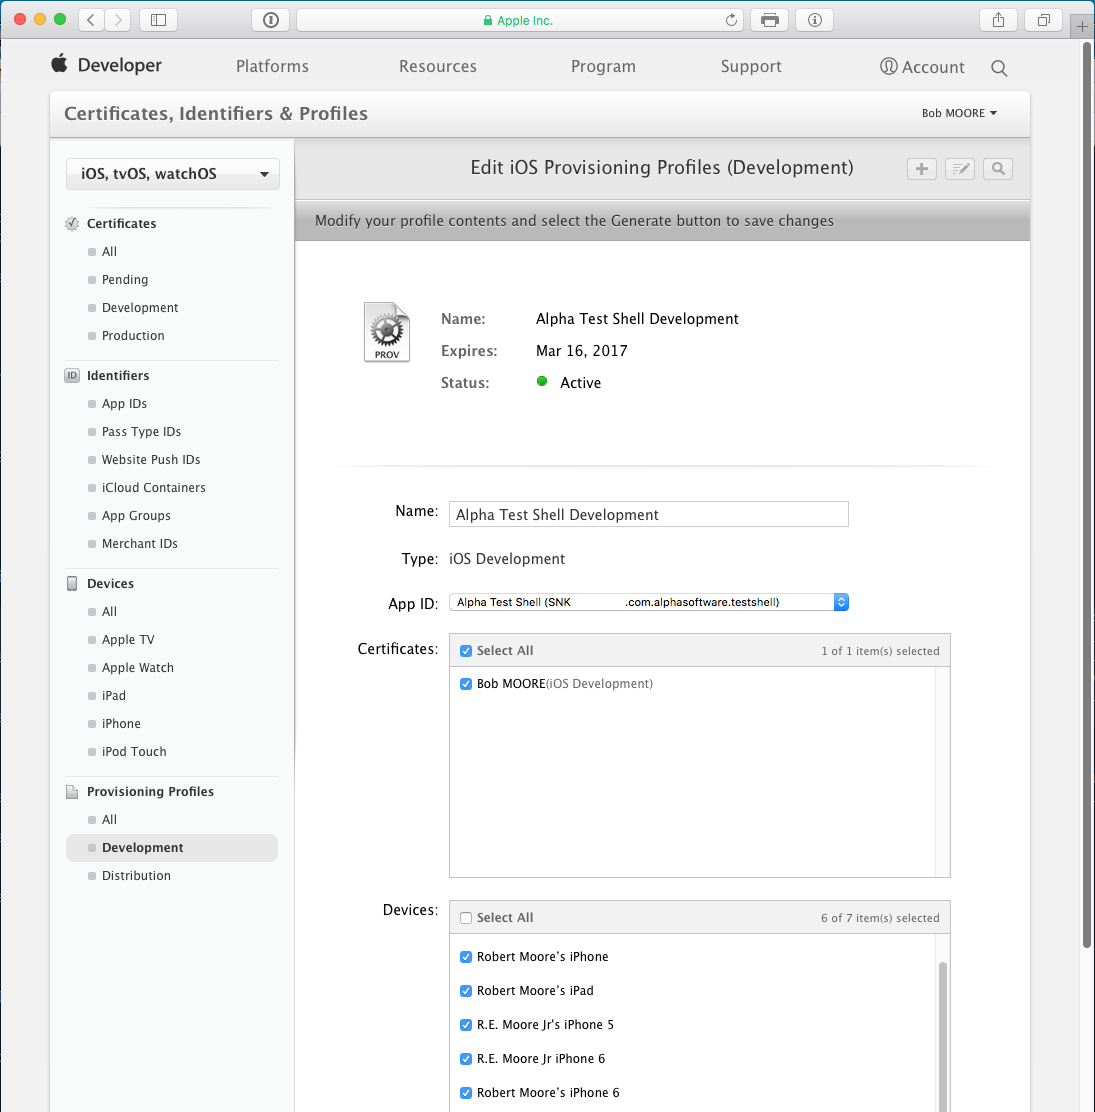 Apple Inc.
Developer
Platforms
Resources
Program
Support
Account
Certificates, Identifiers & Profiles
Bob MOORE
iOS, tvOS, watchOS
Certificates
All
Pending
Development
Production
ID Identifiers
App IDs
Pass Type IDs
Website Push IDs
iCloud Containers
App Groups
Merchant IDs
Devices
All
Apple TV
Apple Watch
iPad
iPhone
iPod Touch
Provisioning Profiles
All
Development
Distribution
Edit iOS Provisioning Profiles (Development)
Modify your profile contents and select the Generate button to save changes
PROV
Name: Alpha Test Shell Development
Expires: Mar 16, 2017
Status: Active
Name: Alpha Test Shell Development
Type: iOS Development
App ID: Alpha Test Shell (SNK .com.alphasoftware.testshell)
Certificates: Select All 1 of 1 item(s) selected
Bob MOORE(iOS Development)
Devices: Select All 6 of 7 item(s) selected
Robert Moore's iPhone
Robert Moore's iPad
R.E. Moore Jr's iPhone 5
R.E. Moore Jr iPhone 6
Robert Moore's iPhone 6